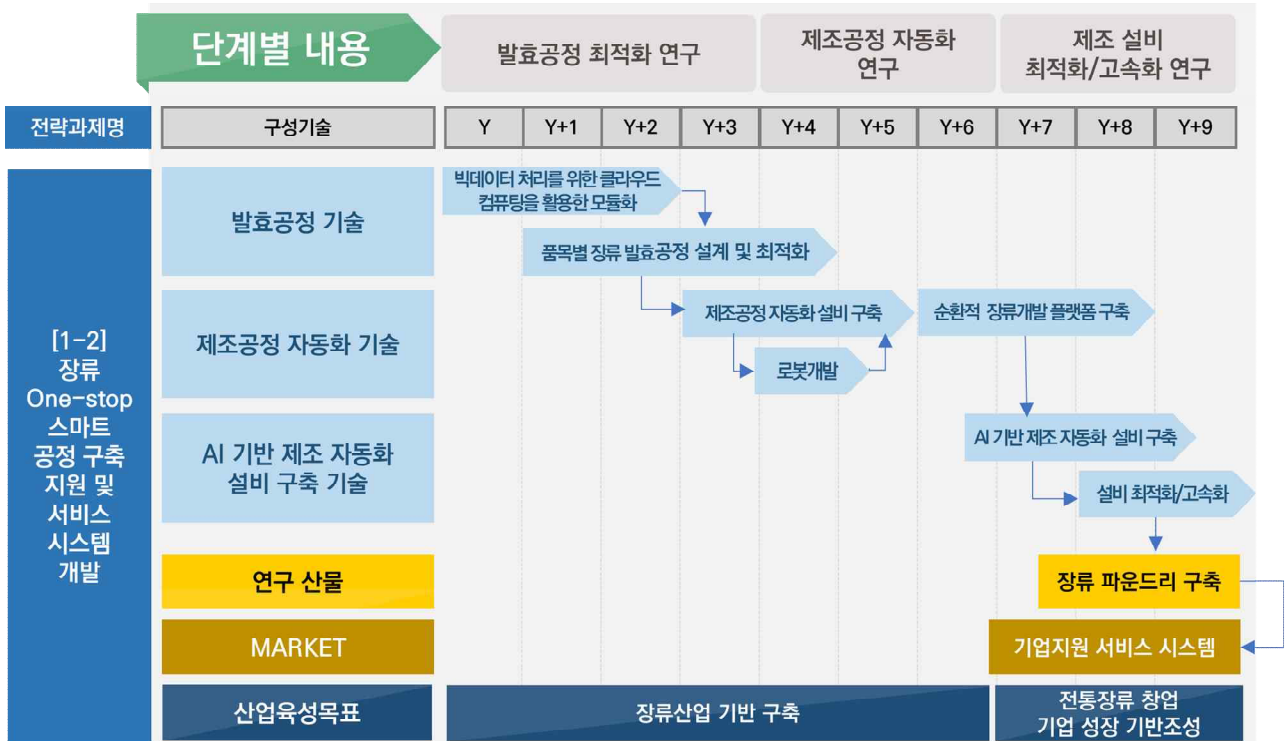 단계별 내용
발효공정 최적화 연구
제조공정 자동화
연구
제조 설비
최적화/고속화 연구
전략과제명
구성기술
Y
Y+1
Y+2
Y+3
Y+4
Y+5
Y+6
Y+7
Y+8
Y+9
[1-2]
장류
One-stop
스마트
공정 구축
지원 및
서비스
시스템
개발
발효공정 기술
빅데이터 처리를 위한 클라우드
컴퓨팅을 활용한 모듈화
품목별 장류 발효공정 설계 및 최적화
제조공정 자동화 기술
제조공정 자동화 설비 구축
순환적 장류개발 플랫폼 구축
로봇개발
AI 기반 제조 자동화
설비 구축 기술
AI 기반 제조 자동화 설비 구축
설비 최적화/고속화
연구 산물
장류 파운드리 구축
MARKET
기업지원 서비스 시스템
산업육성목표
장류산업 기반 구축
전통장류 창업
기업 성장 기반조성